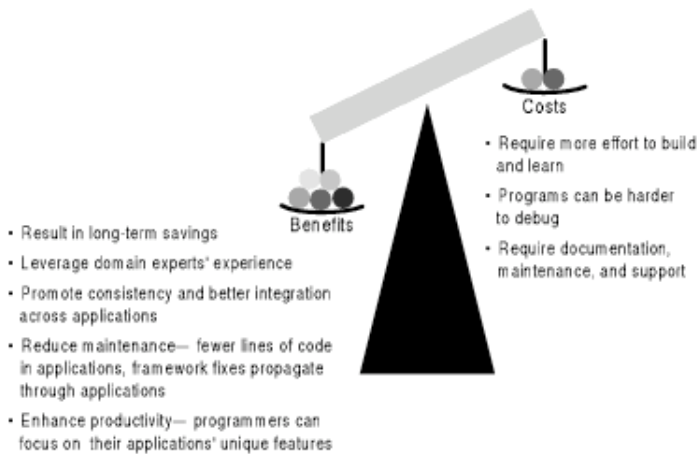 Costs
• Require more effort to build
and learn
• Programs can be harder
to debug
• Require documentation,
maintenance, and support
Benefits
• Result in long-term savings
• Leverage domain experts' experience
• Promote consistency and better integration
across applications
• Reduce maintenance— fewer lines of code
in applications, framework fixes propagate
through applications
• Enhance productivity— programmers can
focus on their applications' unique features